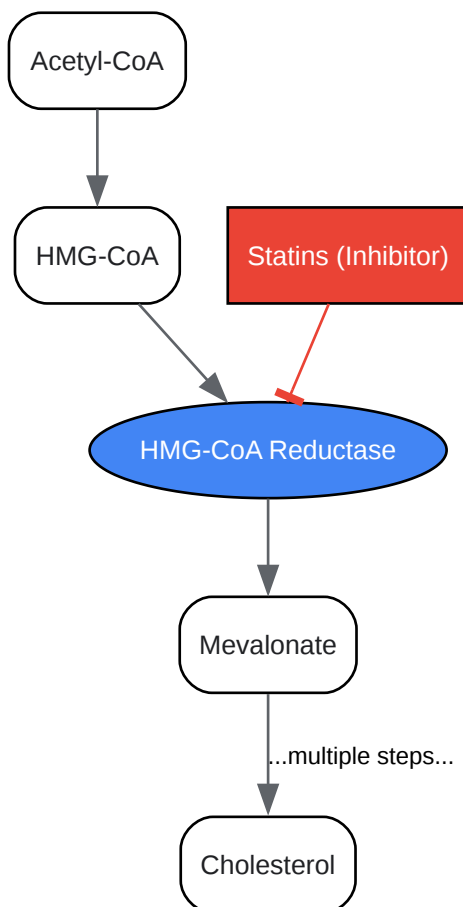 Acetyl-CoA
HMG-CoA
Statins (Inhibitor)
HMG-CoA Reductase
Mevalonate
...multiple steps...
Cholesterol